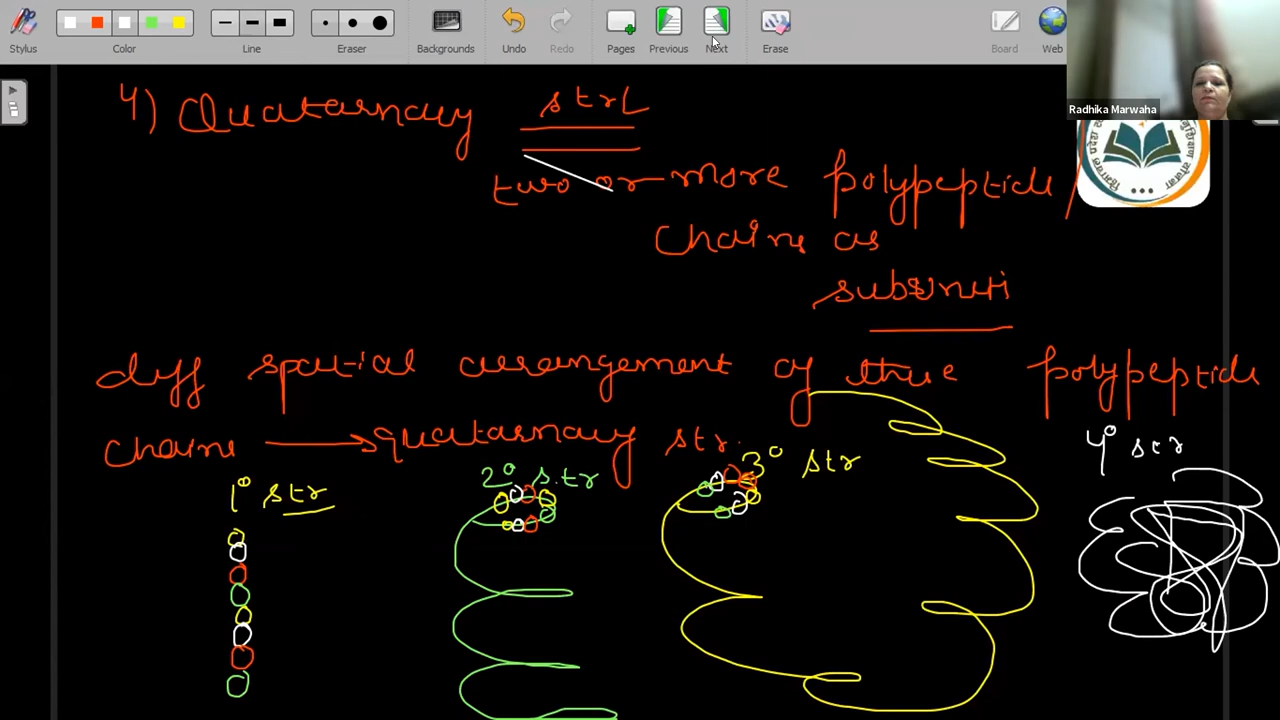 Stylus Color Line Eraser Backgrounds Undo Redo Pages Previous Next Erase Board Web
Radhika Marwaha
4) Quaternary str
two or more polypeptide
chains as
subunits
diff spatial arrangement of these polypeptide
chains → quaternary str.
1° str
2° str
3° str
4° str